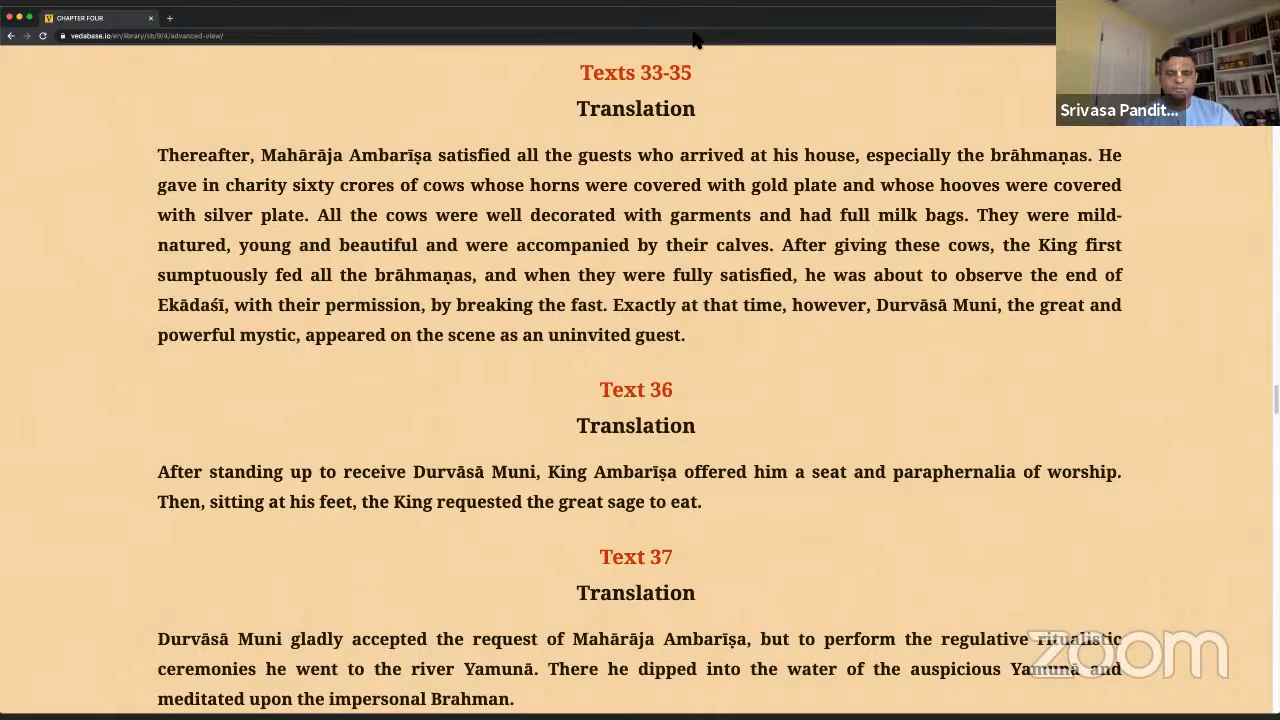 CHAPTER FOUR
vedabase.io/en/library/sb/9/4/advanced-view/
Srivasa Pandit...
Texts 33-35
Translation
Thereafter, Mahārāja Ambarīṣa satisfied all the guests who arrived at his house, especially the brāhmaṇas. He
gave in charity sixty crores of cows whose horns were covered with gold plate and whose hooves were covered
with silver plate. All the cows were well decorated with garments and had full milk bags. They were mild-
natured, young and beautiful and were accompanied by their calves. After giving these cows, the King first
sumptuously fed all the brāhmaṇas, and when they were fully satisfied, he was about to observe the end of
Ekādaśī, with their permission, by breaking the fast. Exactly at that time, however, Durvāsā Muni, the great and
powerful mystic, appeared on the scene as an uninvited guest.
Text 36
Translation
After standing up to receive Durvāsā Muni, King Ambarīṣa offered him a seat and paraphernalia of worship.
Then, sitting at his feet, the King requested the great sage to eat.
Text 37
Translation
Durvāsā Muni gladly accepted the request of Mahārāja Ambarīṣa, but to perform the regulative ritualistic
ceremonies he went to the river Yamunā. There he dipped into the water of the auspicious Yamunā and
meditated upon the impersonal Brahman.
zoom